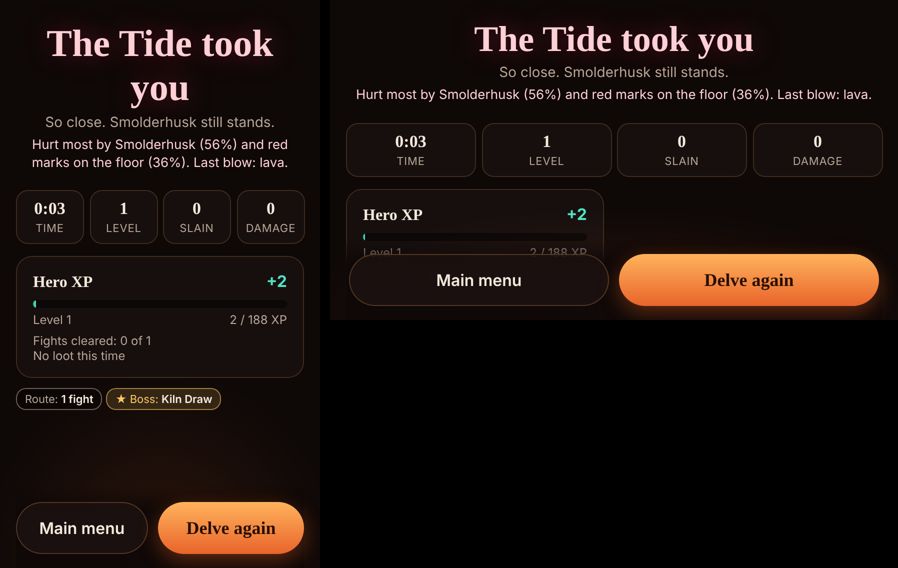 The Tide took
you
So close. Smolderhusk still stands.
Hurt most by Smolderhusk (56%) and red
marks on the floor (36%). Last blow: lava.
0:03
TIME
1
LEVEL
0
SLAIN
0
DAMAGE
Hero XP
+2
Level 1
2 / 188 XP
Fights cleared: 0 of 1
No loot this time
Route: 1 fight
★ Boss: Kiln Draw
Main menu
Delve again
The Tide took you
So close. Smolderhusk still stands.
Hurt most by Smolderhusk (56%) and red marks on the floor (36%). Last blow: lava.
0:03
TIME
1
LEVEL
0
SLAIN
0
DAMAGE
Hero XP
+2
Level 1
2 / 188 XP
Main menu
Delve again